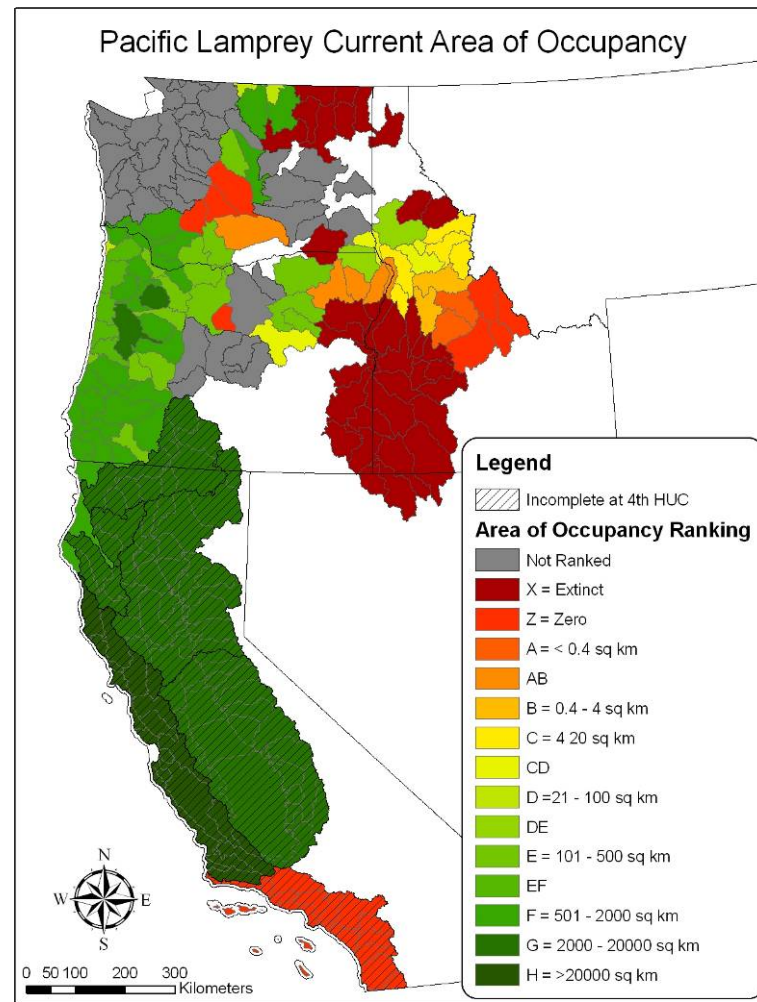 Pacific Lamprey Current Area of Occupancy
Legend
Incomplete at 4th HUC
Area of Occupancy Ranking
Not Ranked
X = Extinct
Z = Zero
A = < 0.4 sq km
AB
B = 0.4 - 4 sq km
C = 4 20 sq km
CD
D =21 - 100 sq km
DE
E = 101 - 500 sq km
EF
F = 501 - 2000 sq km
G = 2000 - 20000 sq km
H = >20000 sq km
N
W E
S
0 50 100 200 300
Kilometers